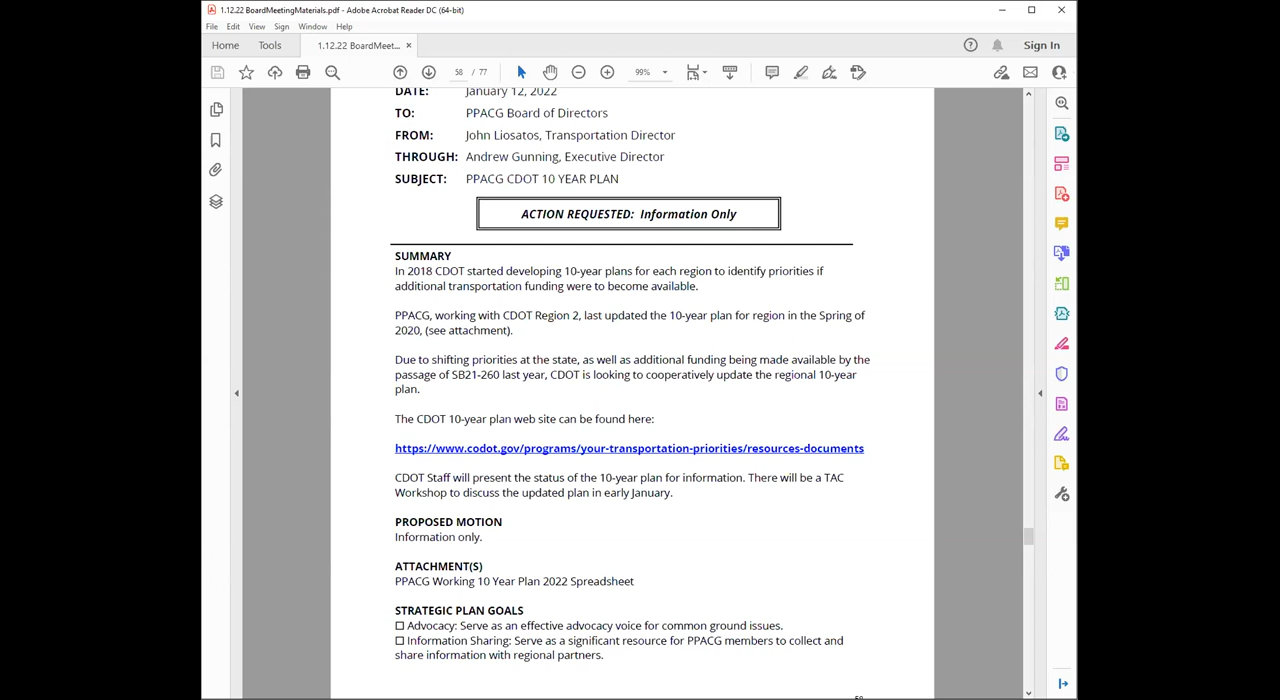 1.12.22 BoardMeetingMaterials.pdf - Adobe Acrobat Reader DC (64-bit)
File Edit View Sign Window Help
Home Tools 1.12.22 BoardMeet... × Sign In
58 / 77 99%
DATE: January 12, 2022
TO: PPACG Board of Directors
FROM: John Liosatos, Transportation Director
THROUGH: Andrew Gunning, Executive Director
SUBJECT: PPACG CDOT 10 YEAR PLAN
ACTION REQUESTED: Information Only
SUMMARY
In 2018 CDOT started developing 10-year plans for each region to identify priorities if
additional transportation funding were to become available.
PPACG, working with CDOT Region 2, last updated the 10-year plan for region in the Spring of
2020, (see attachment).
Due to shifting priorities at the state, as well as additional funding being made available by the
passage of SB21-260 last year, CDOT is looking to cooperatively update the regional 10-year
plan.
The CDOT 10-year plan web site can be found here:
https://www.codot.gov/programs/your-transportation-priorities/resources-documents
CDOT Staff will present the status of the 10-year plan for information. There will be a TAC
Workshop to discuss the updated plan in early January.
PROPOSED MOTION
Information only.
ATTACHMENT(S)
PPACG Working 10 Year Plan 2022 Spreadsheet
STRATEGIC PLAN GOALS
☐ Advocacy: Serve as an effective advocacy voice for common ground issues.
☐ Information Sharing: Serve as a significant resource for PPACG members to collect and
share information with regional partners.